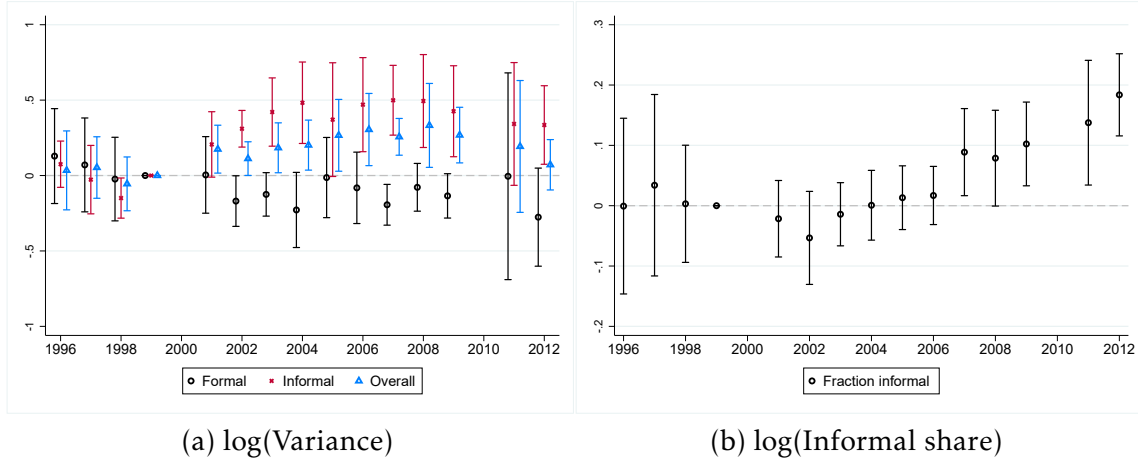 1
.5
0
-.5
-1
1996 1998 2000 2002 2004 2006 2008 2010 2012
Formal Informal Overall
(a) log(Variance)
.3
.2
.1
0
-.1
-.2
1996 1998 2000 2002 2004 2006 2008 2010 2012
Fraction informal
(b) log(Informal share)